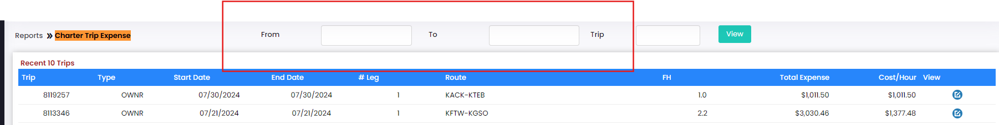 Reports » Charter Trip Expense From To Trip View
Recent 10 Trips
Trip Type Start Date End Date # Leg Route FH Total Expense Cost/Hour View
8119257 OWNR 07/30/2024 07/30/2024 1 KACK-KTEB 1.0 $1,011.50 $1,011.50
8113346 OWNR 07/21/2024 07/21/2024 1 KFTW-KGSO 2.2 $3,030.46 $1,377.48